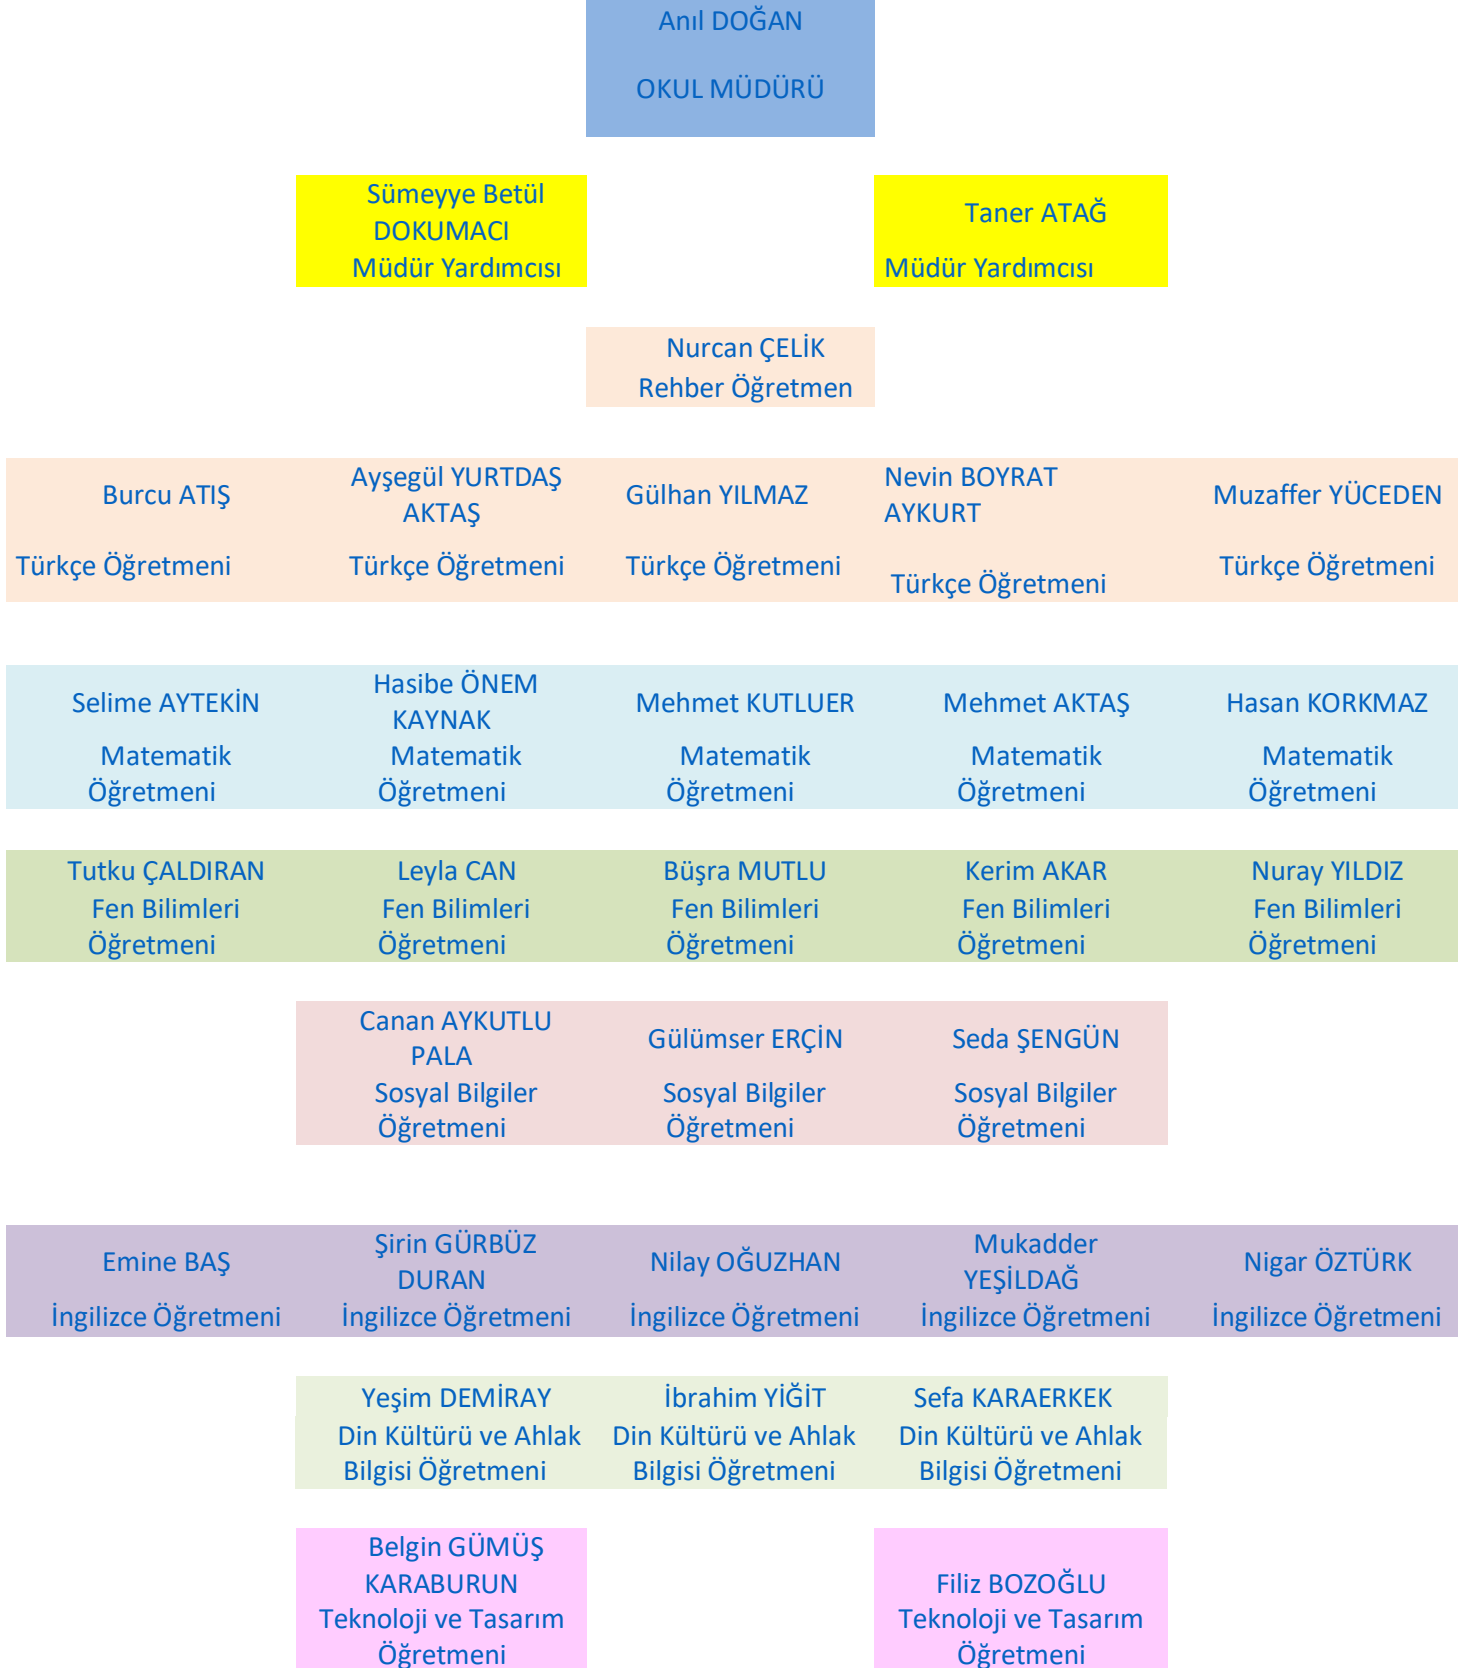 Anıl DOĞAN
OKUL MÜDÜRÜ
Sümeyye Betül
DOKUMACI
Müdür Yardımcısı
Taner ATAĞ
Müdür Yardımcısı
Nurcan ÇELİK
Rehber Öğretmen
Burcu ATIŞ
Türkçe Öğretmeni
Ayşegül YURTDAŞ
AKTAŞ
Türkçe Öğretmeni
Gülhan YILMAZ
Türkçe Öğretmeni
Nevin BOYRAT
AYKURT
Türkçe Öğretmeni
Muzaffer YÜCEDEN
Türkçe Öğretmeni
Selime AYTEKİN
Matematik
Öğretmeni
Hasibe ÖNEM
KAYNAK
Matematik
Öğretmeni
Mehmet KUTLUER
Matematik
Öğretmeni
Mehmet AKTAŞ
Matematik
Öğretmeni
Hasan KORKMAZ
Matematik
Öğretmeni
Tutku ÇALDIRAN
Fen Bilimleri
Öğretmeni
Leyla CAN
Fen Bilimleri
Öğretmeni
Büşra MUTLU
Fen Bilimleri
Öğretmeni
Kerim AKAR
Fen Bilimleri
Öğretmeni
Nuray YILDIZ
Fen Bilimleri
Öğretmeni
Canan AYKUTLU
PALA
Sosyal Bilgiler
Öğretmeni
Gülümser ERÇİN
Sosyal Bilgiler
Öğretmeni
Seda ŞENGÜN
Sosyal Bilgiler
Öğretmeni
Emine BAŞ
İngilizce Öğretmeni
Şirin GÜRBÜZ
DURAN
İngilizce Öğretmeni
Nilay OĞUZHAN
İngilizce Öğretmeni
Mukadder
YEŞİLDAĞ
İngilizce Öğretmeni
Nigar ÖZTÜRK
İngilizce Öğretmeni
Yeşim DEMİRAY
Din Kültürü ve Ahlak
Bilgisi Öğretmeni
İbrahim YİĞİT
Din Kültürü ve Ahlak
Bilgisi Öğretmeni
Sefa KARAERKEK
Din Kültürü ve Ahlak
Bilgisi Öğretmeni
Belgin GÜMÜŞ
KARABURUN
Teknoloji ve Tasarım
Öğretmeni
Filiz BOZOĞLU
Teknoloji ve Tasarım
Öğretmeni